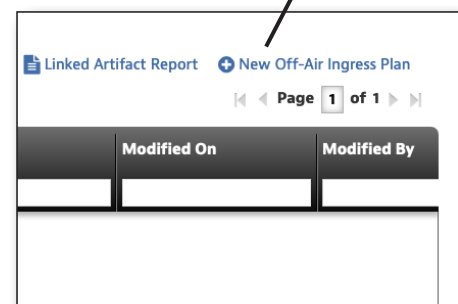 Linked Artifact Report New Off-Air Ingress Plan
Page 1 of 1
Modified On Modified By